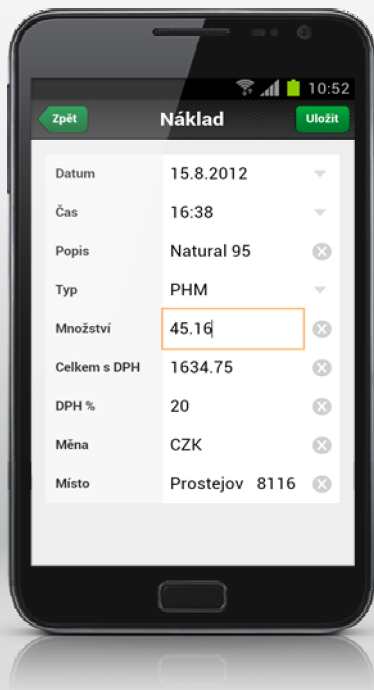 10:52
Zpět Náklad Uložit
Datum 15.8.2012
Čas 16:38
Popis Natural 95
Typ PHM
Množství 45.16
Celkem s DPH 1634.75
DPH % 20
Měna CZK
Místo Prostejov 8116